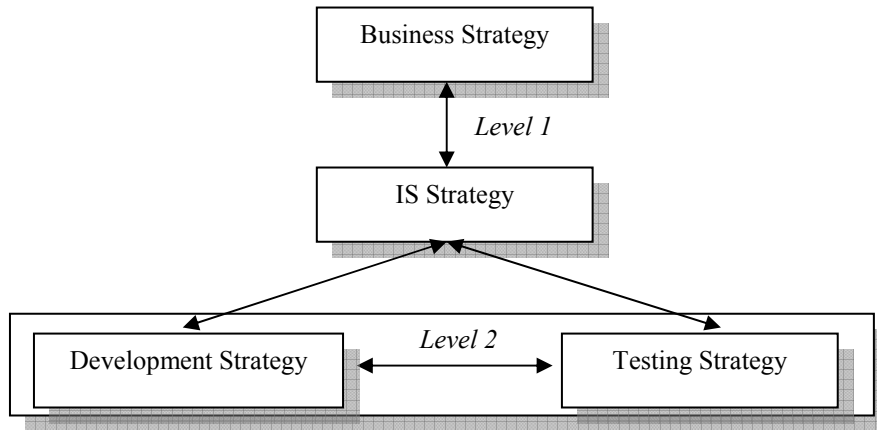 Business Strategy
Level 1
IS Strategy
Level 2
Development Strategy
Testing Strategy